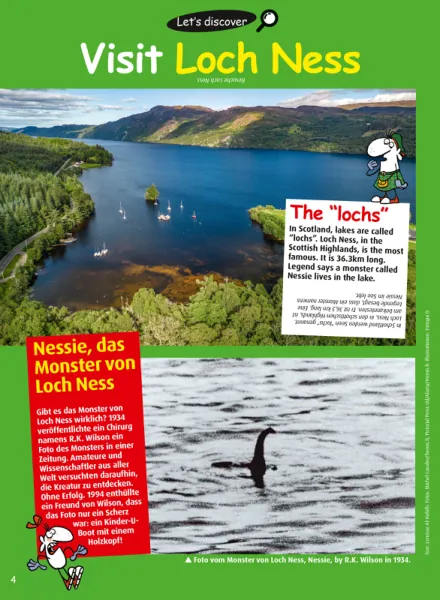 Let's discover
Visit Loch Ness
Besuche Loch Ness
The "lochs"
In Scotland, lakes are called
"lochs". Loch Ness, in the
Scottish Highlands, is the most
famous. It is 36.3km long.
Legend says a monster called
Nessie lives in the lake.
In Schottland werden Seen "lochs" genannt.
Loch Ness, in den schottischen Highlands, ist
am bekanntesten. Er ist 36,3 km lang. Eine
Legende besagt, dass ein Monster namens
Nessie im See lebt.
Nessie, das
Monster von
Loch Ness
Gibt es das Monster von
Loch Ness wirklich? 1934
veröffentlichte ein Chirurg
namens R.K. Wilson ein
Foto des Monsters in einer
Zeitung. Amateure und
Wissenschaftler aus aller
Welt versuchten daraufhin,
die Kreatur zu entdecken.
Ohne Erfolg. 1994 enthüllte
ein Freund von Wilson, dass
das Foto nur ein Scherz
war: ein Kinder-U-
Boot mit einem
Holzkopf!
▲ Foto vom Monster von Loch Ness, Nessie, by R.K. Wilson in 1934.
4